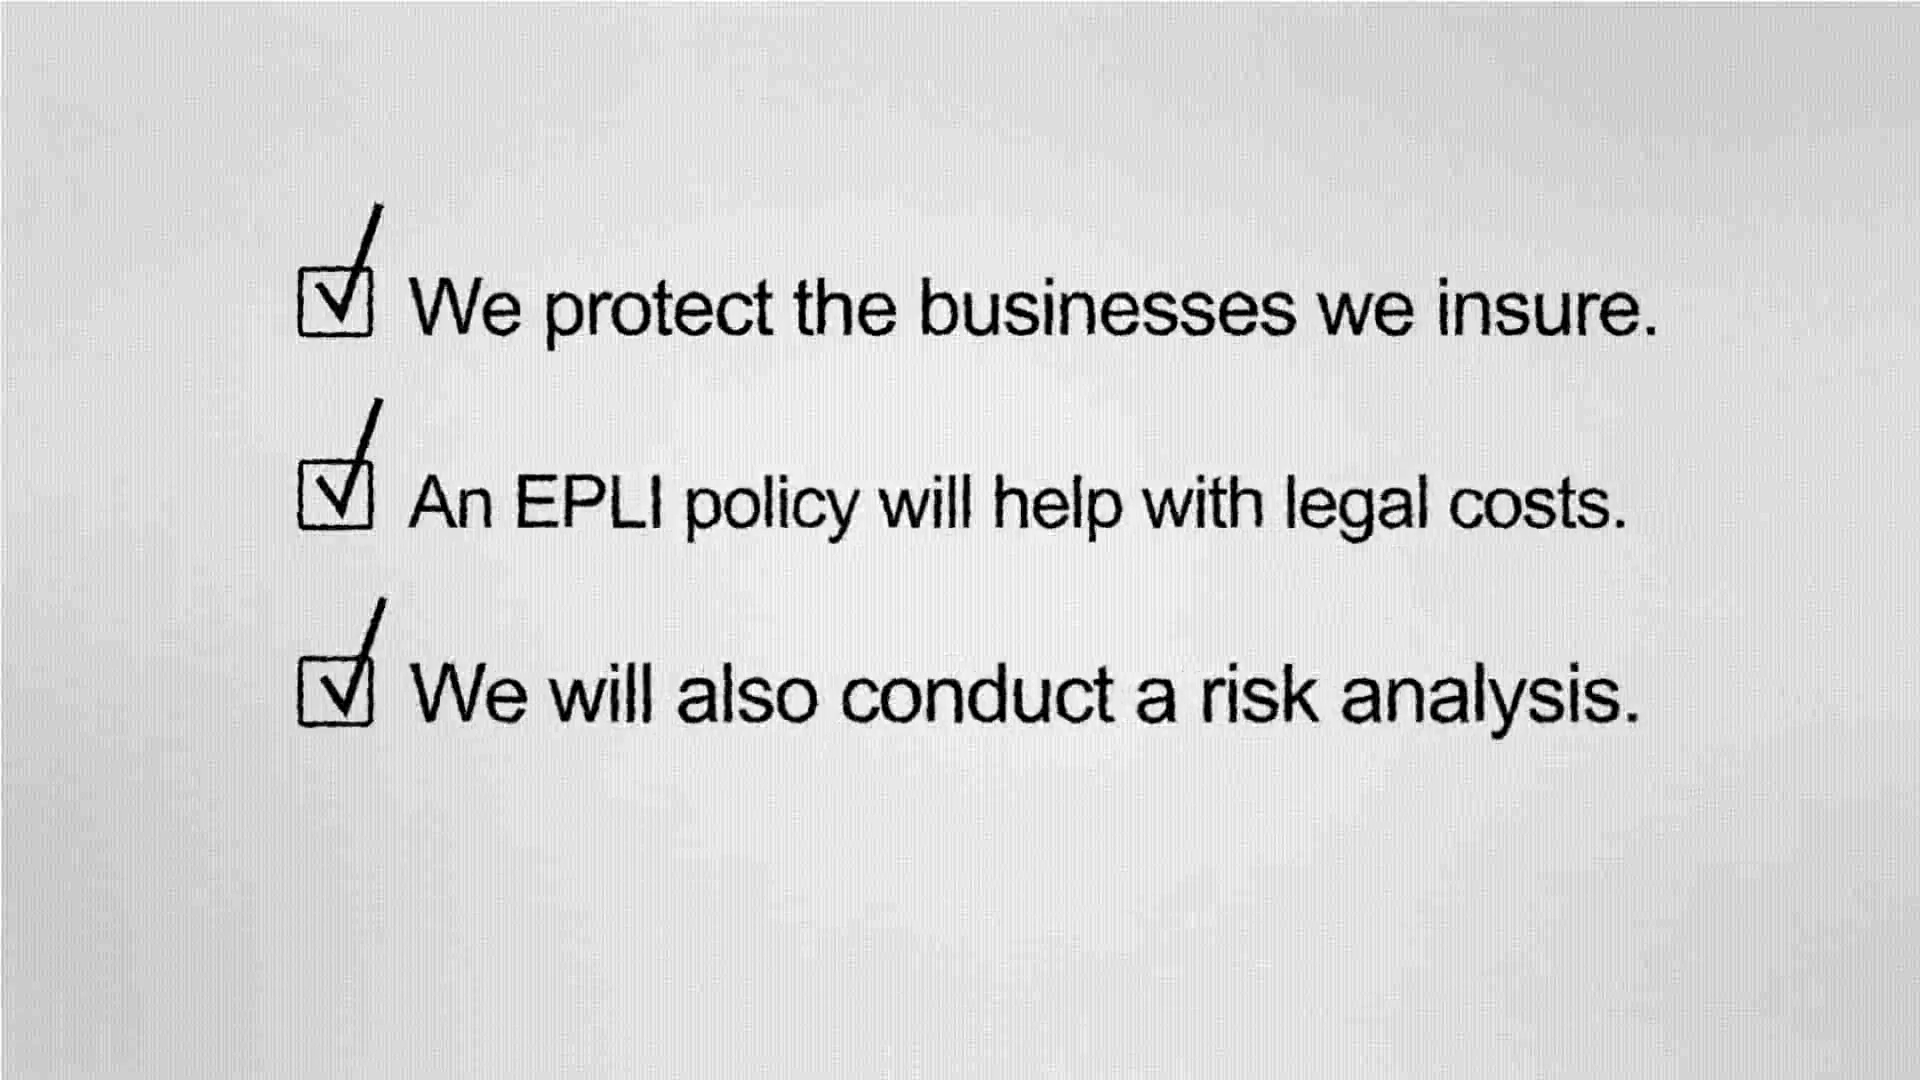 We protect the businesses we insure.
An EPLI policy will help with legal costs.
We will also conduct a risk analysis.